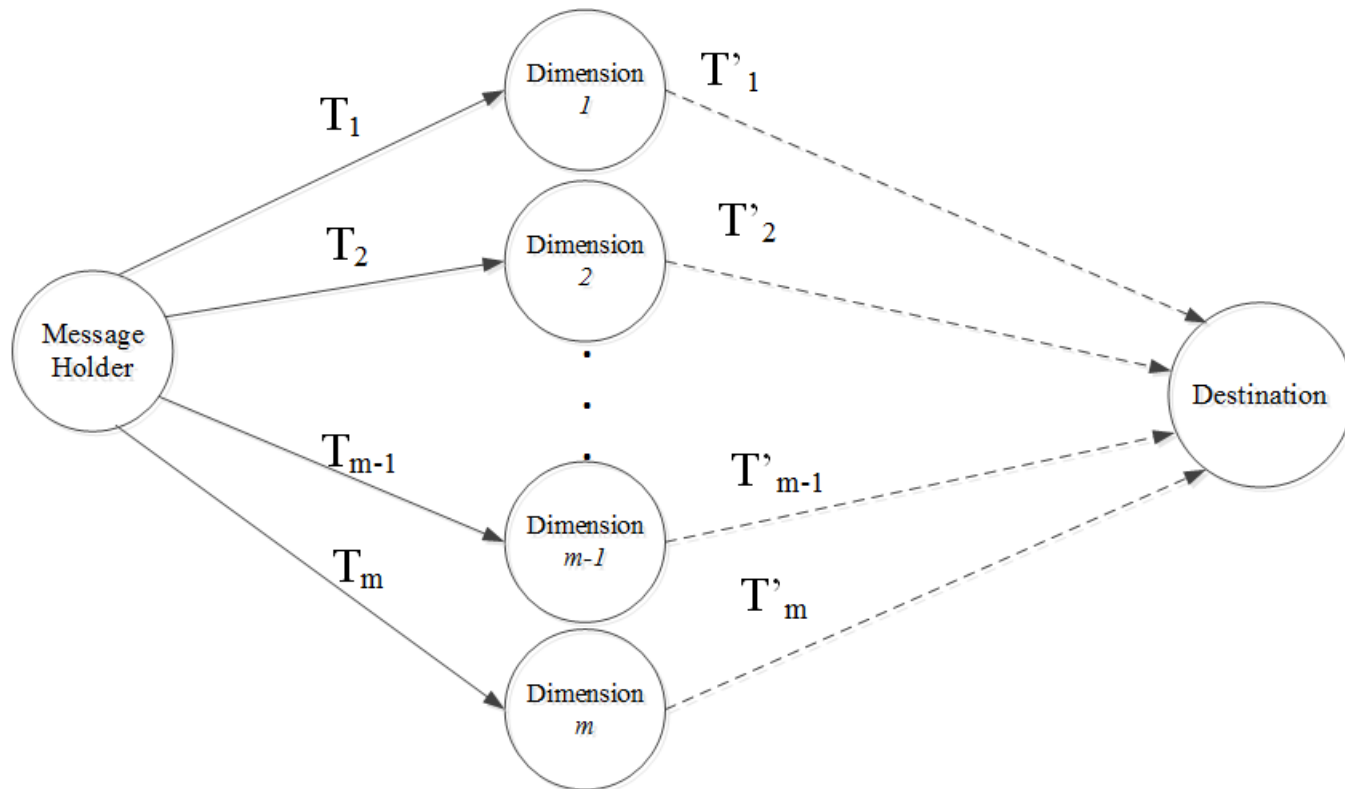 Dimension
1
T’1
T1
Dimension
2
T’2
T2
Message
Holder
Destination
Tm-1
Dimension
m-1
T’m-1
Tm
T’m
Dimension
m